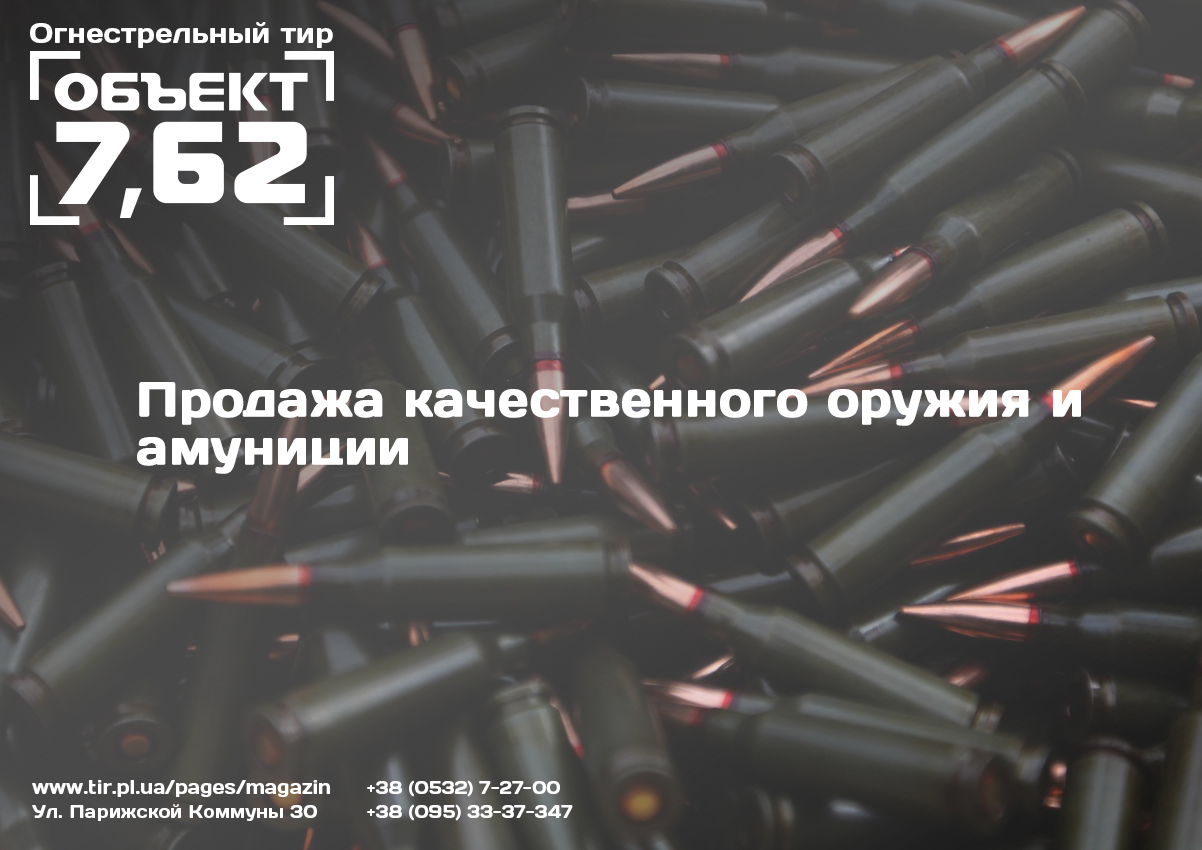 Огнестрельный тир
ОБЪЕКТ
7,62
Продажа качественного оружия и
амуниции
www.tir.pl.ua/pages/magazin
Ул. Парижской Коммуны 30
+38 (0532) 7-27-00
+38 (095) 33-37-347